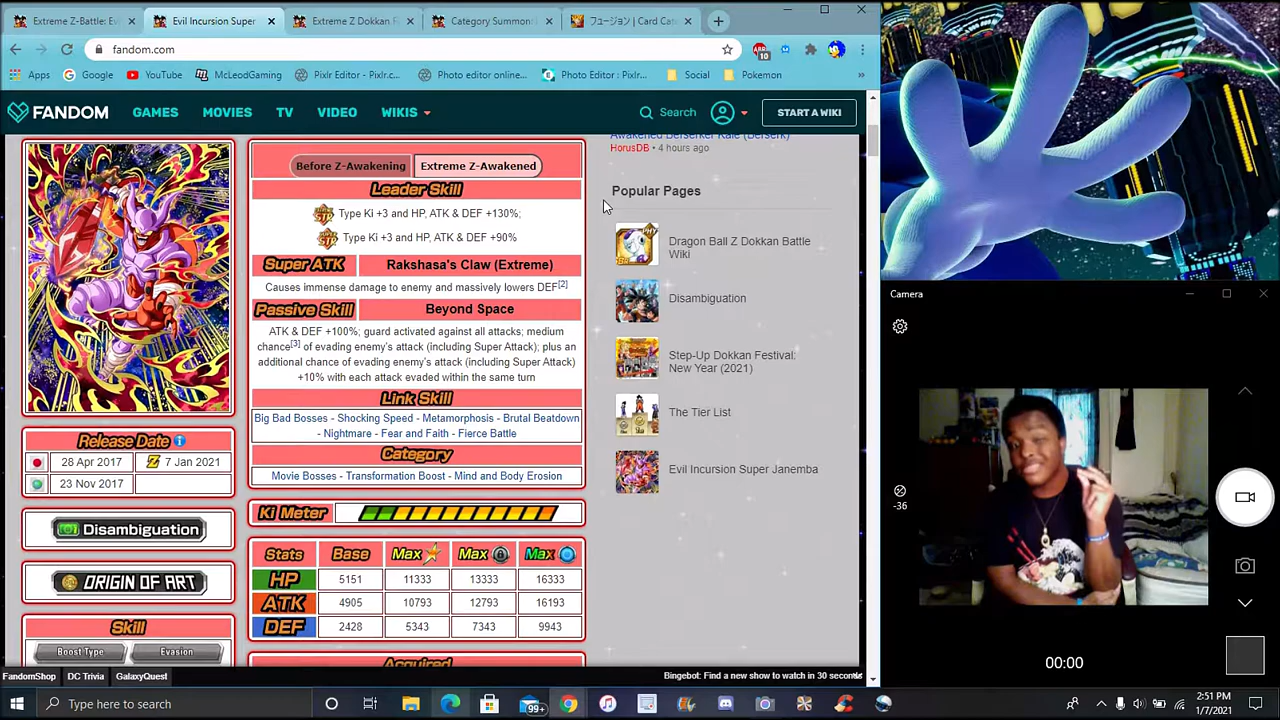 Extreme Z-Battle: Evi
Evil Incursion Super
Extreme Z Dokkan F
Category Summons
フュージョン | Card Cate
fandom.com
ABP
10
Apps
Google
YouTube
McLeodGaming
Pixlr Editor - Pixlr.c...
Photo editor online...
Photo Editor : Pixlr...
Social
Pokemon
FANDOM
GAMES
MOVIES
TV
VIDEO
WIKIS
Search
START A WIKI
Awakened Berserker Kale (Berserk)
HorusDB • 4 hours ago
Before Z-Awakening
Extreme Z-Awakened
Leader Skill
Type Ki +3 and HP, ATK & DEF +130%;
Type Ki +3 and HP, ATK & DEF +90%
Super ATK
Rakshasa's Claw (Extreme)
Causes immense damage to enemy and massively lowers DEF[2]
Passive Skill
Beyond Space
ATK & DEF +100%; guard activated against all attacks; medium
chance[3] of evading enemy's attack (including Super Attack); plus an
additional chance of evading enemy's attack (including Super Attack)
+10% with each attack evaded within the same turn
Link Skill
Big Bad Bosses - Shocking Speed - Metamorphosis - Brutal Beatdown
- Nightmare - Fear and Faith - Fierce Battle
Category
Movie Bosses - Transformation Boost - Mind and Body Erosion
Ki Meter
Stats Base Max Max Max
HP 5151 11333 13333 16333
ATK 4905 10793 12793 16193
DEF 2428 5343 7343 9943
Acquired
Release Date
28 Apr 2017 7 Jan 2021
23 Nov 2017
Disambiguation
ORIGIN OF ART
Skill
Boost Type
Evasion
Popular Pages
Dragon Ball Z Dokkan Battle
Wiki
Disambiguation
Step-Up Dokkan Festival:
New Year (2021)
The Tier List
Evil Incursion Super Janemba
Camera
-36
00:00
FandomShop
DC Trivia
GalaxyQuest
Bingebot: Find a new show to watch in 30 seconds
Type here to search
99+
2:51 PM
1/7/2021